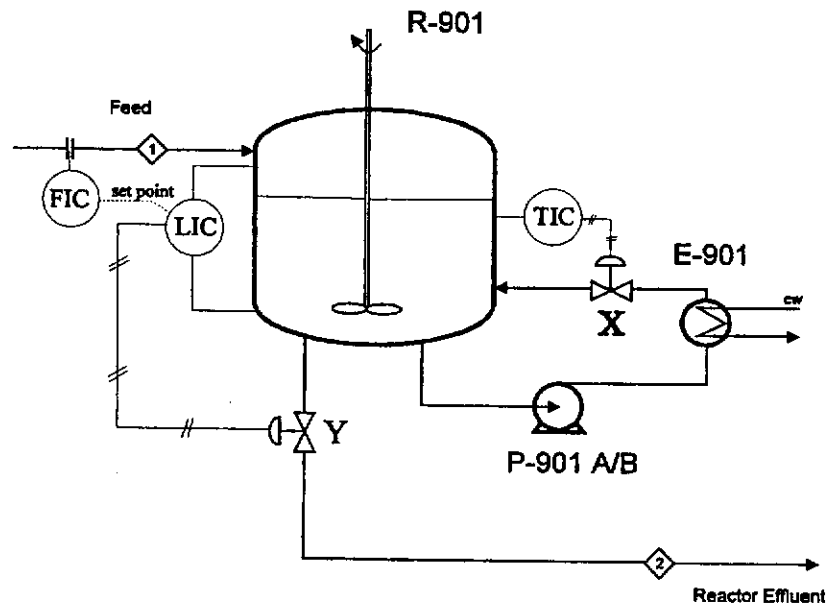 R-901
Feed
1
FIC
set point
LIC
TIC
E-901
cw
X
Y
P-901 A/B
2
Reactor Effluent